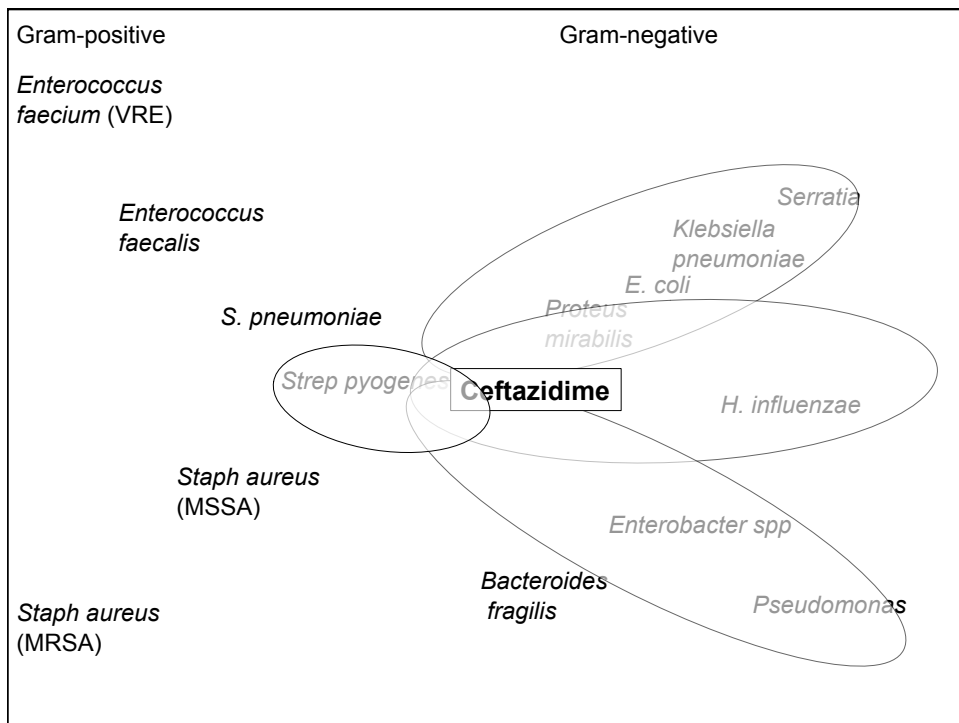 Gram-positive
Gram-negative
Enterococcus
faecium (VRE)
Serratia
Enterococcus
faecalis
Klebsiella
pneumoniae
E. coli
Proteus
mirabilis
S. pneumoniae
Strep pyogenes
Ceftazidime
H. influenzae
Staph aureus
(MSSA)
Enterobacter spp
Bacteroides
fragilis
Pseudomonas
Staph aureus
(MRSA)